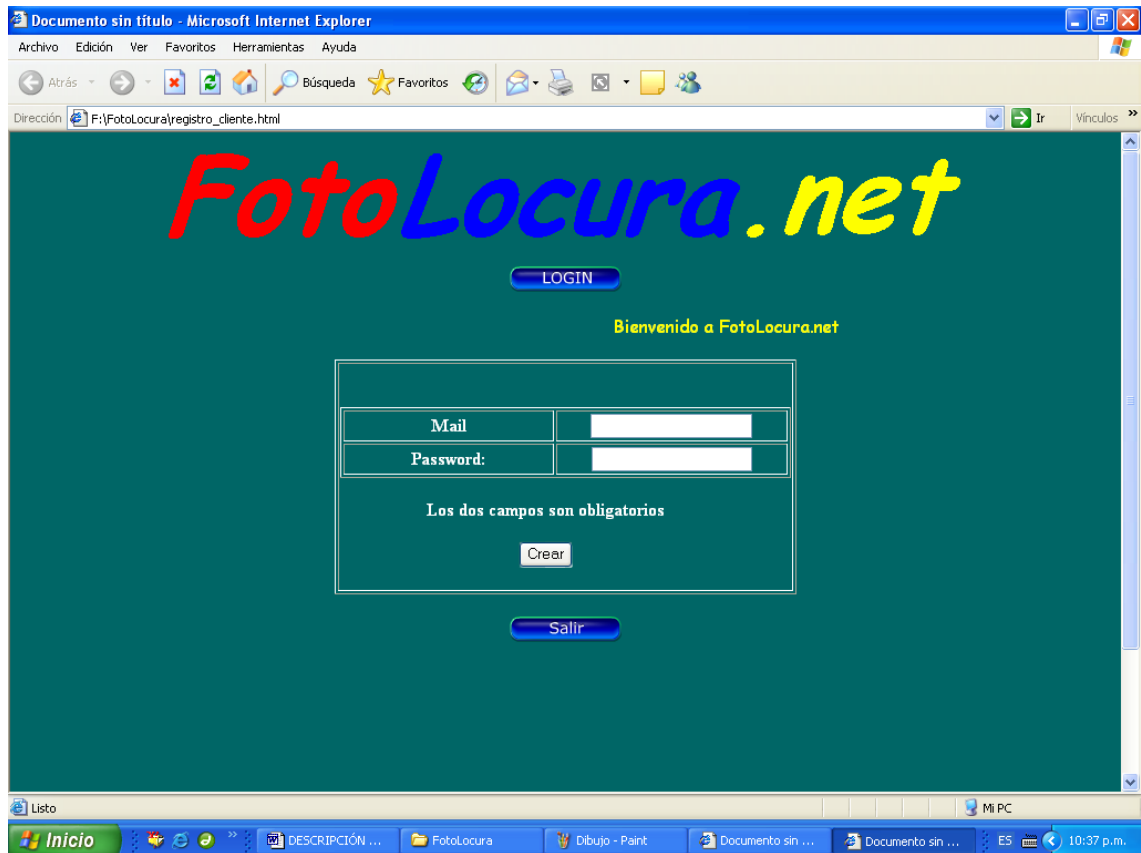 Documento sin título - Microsoft Internet Explorer
Archivo Edición Ver Favoritos Herramientas Ayuda
Atrás Búsqueda Favoritos
Dirección F:\FotoLocura\registro_cliente.html Ir Vínculos »
FotoLocura.net
LOGIN
Bienvenido a FotoLocura.net
Mail
Password:
Los dos campos son obligatorios
Crear
Salir
Listo Mi PC
Inicio » DESCRIPCIÓN ... FotoLocura Dibujo - Paint Documento sin ... Documento sin ... ES 10:37 p.m.